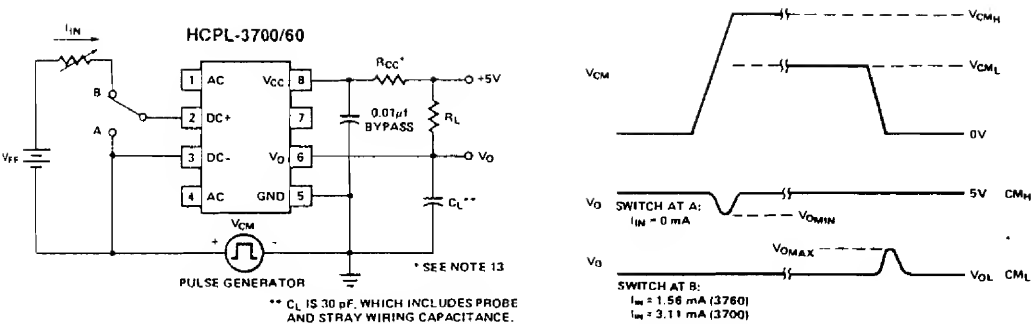 HCPL-3700/60
IIN
RCC*
+5V
1 AC
VCC 8
B
2 DC+
7
0.01μf
BYPASS
RL
A
3 DC-
VO 6
VO
VFF
4 AC
GND 5
CL**
VCM
+
-
PULSE GENERATOR
* SEE NOTE 13
** CL IS 30 pF, WHICH INCLUDES PROBE
AND STRAY WIRING CAPACITANCE.
VCMH
VCM
VCML
0V
VO
SWITCH AT A:
IIN = 0 mA
5V CMH
VOMIN
VOMAX
VO
VOL CML
SWITCH AT B:
IIN = 1.56 mA (3760)
IIN = 3.11 mA (3700)